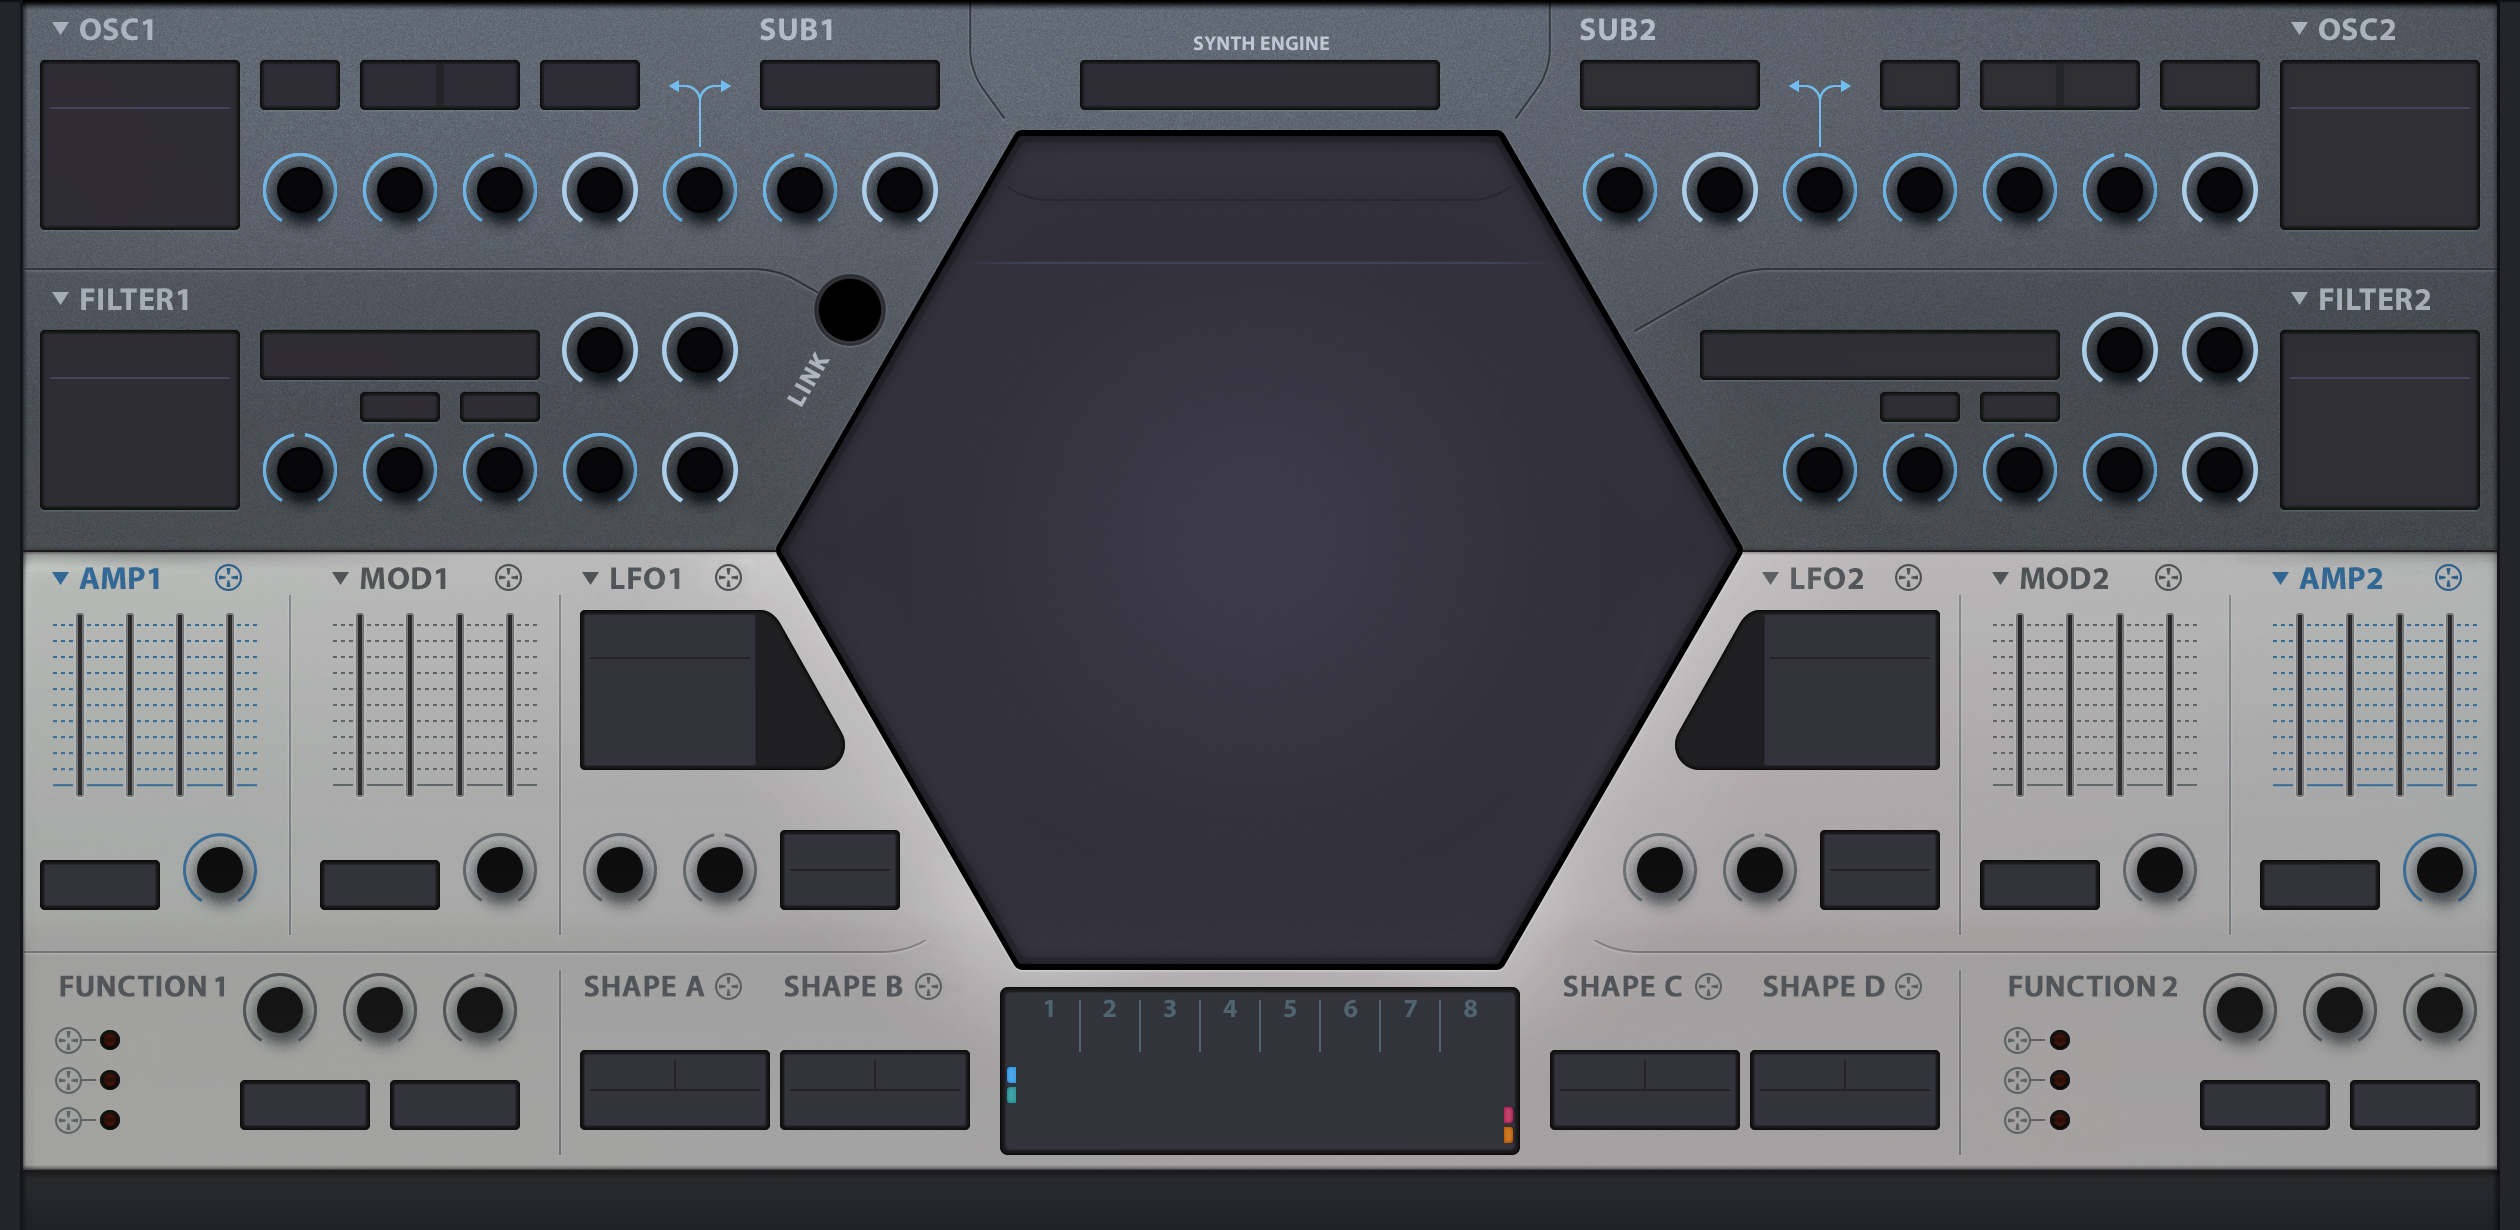 OSC1
SUB1
SYNTH ENGINE
SUB2
OSC2
FILTER1
LINK
FILTER2
AMP1
MOD1
LFO1
LFO2
MOD2
AMP2
FUNCTION 1
SHAPE A
SHAPE B
1 2 3 4 5 6 7 8
SHAPE C
SHAPE D
FUNCTION 2